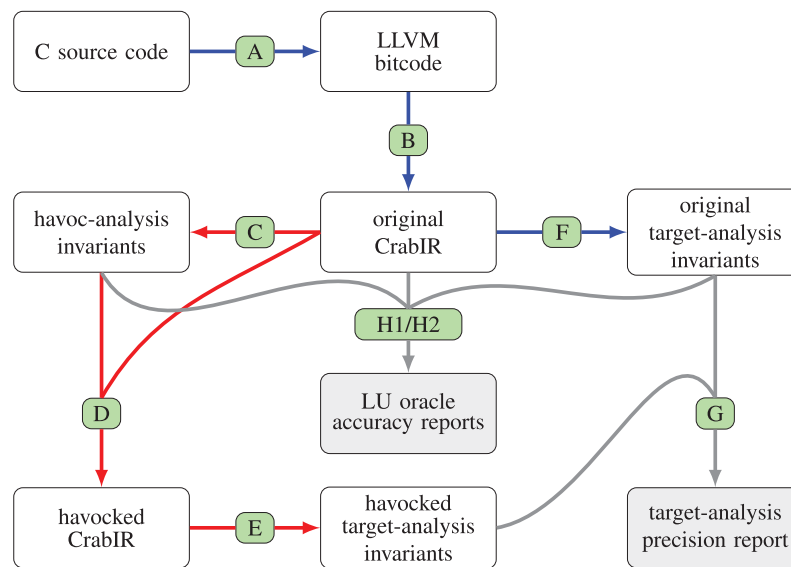 C source code
A
LLVM
bitcode
B
havoc-analysis
invariants
C
original
CrabIR
F
original
target-analysis
invariants
H1/H2
LU oracle
accuracy reports
D
G
havocked
CrabIR
E
havocked
target-analysis
invariants
target-analysis
precision report